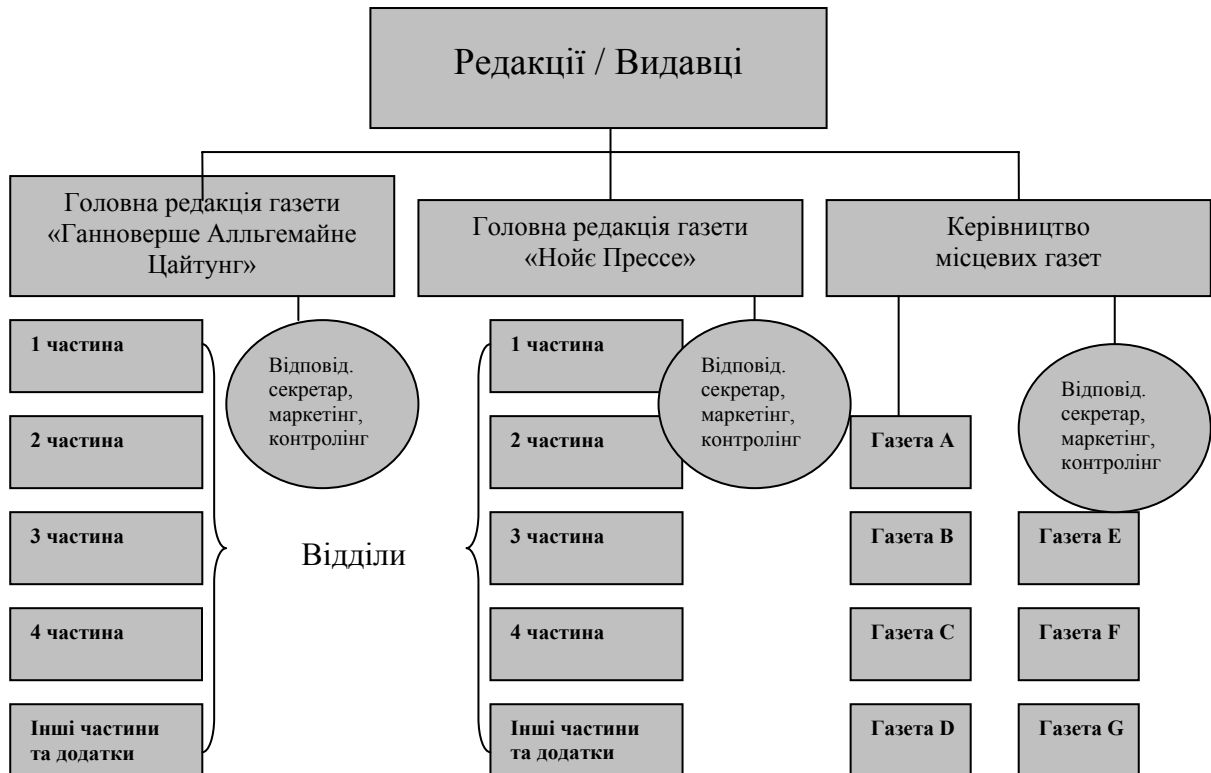 Редакції / Видавці
Головна редакція газети
«Ганноверше Алльгемайне
Цайтунг»
Головна редакція газети
«Нойє Прессе»
Керівництво
місцевих газет
1 частина
2 частина
3 частина
4 частина
Інші частини
та додатки
Відповід.
секретар,
маркетінг,
контролінг
Відділи
1 частина
2 частина
3 частина
4 частина
Інші частини
та додатки
Відповід.
секретар,
маркетінг,
контролінг
Газета A
Газета B
Газета C
Газета D
Відповід.
секретар,
маркетінг,
контролінг
Газета E
Газета F
Газета G